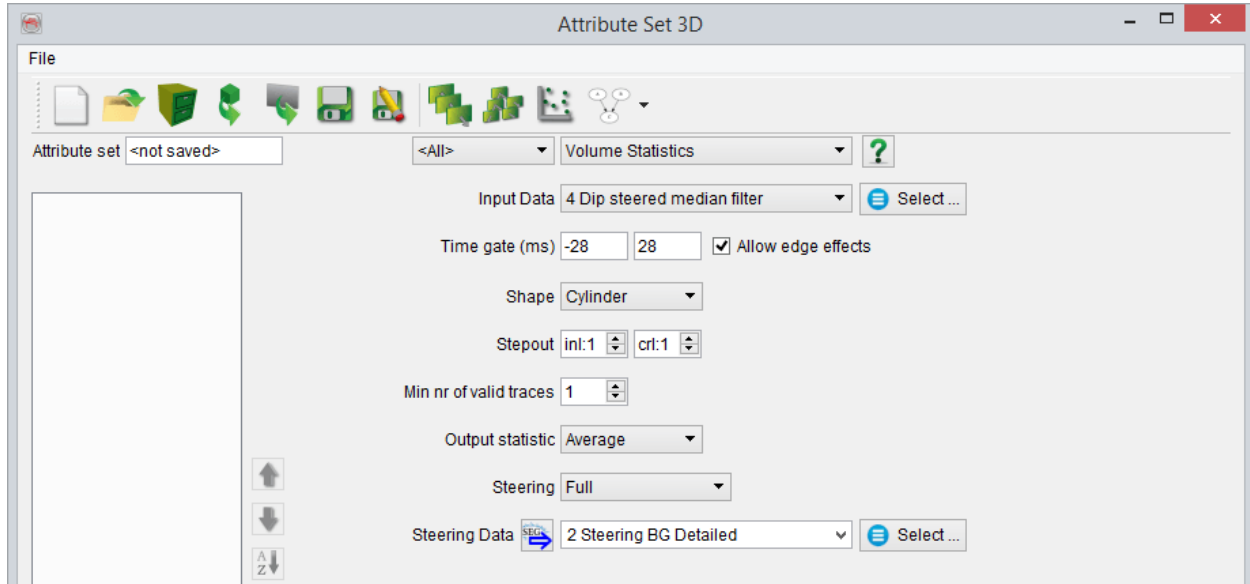 Attribute Set 3D
File
Attribute set <not saved> <All> Volume Statistics ?
Input Data 4 Dip steered median filter Select ...
Time gate (ms) -28 28 Allow edge effects
Shape Cylinder
Stepout inl:1 crl:1
Min nr of valid traces 1
Output statistic Average
Steering Full
Steering Data SEG 2 Steering BG Detailed Select ...
A
Z